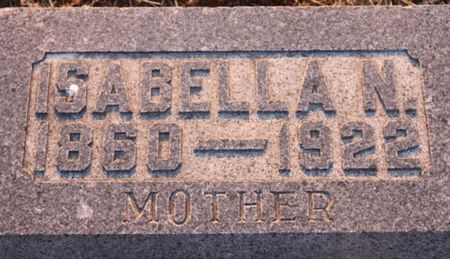 ISABELLA N.
1860—1922
MOTHER